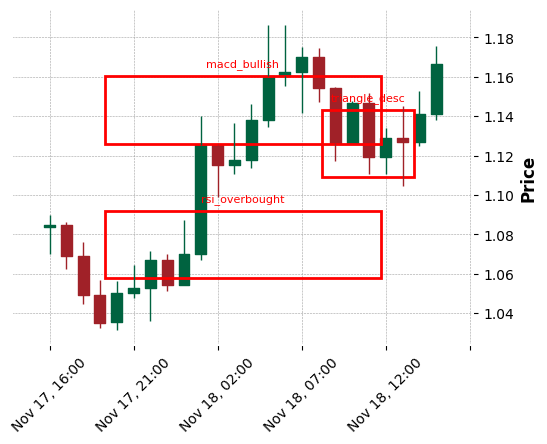 1.18
macd_bullish
1.16
1.14
1.12
1.10
Price
rsi_overbought
1.08
1.06
1.04
Nov 17, 16:00
Nov 17, 21:00
Nov 18, 02:00
Nov 18, 07:00
Nov 18, 12:00